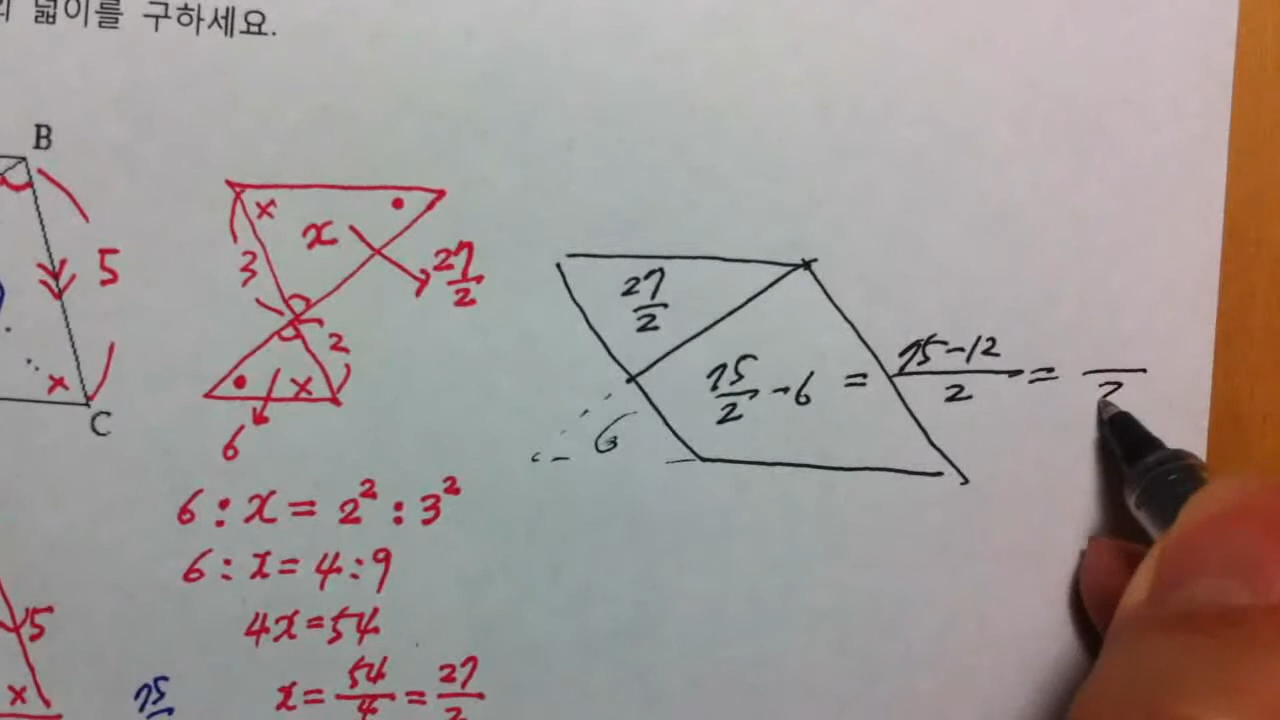 넓이를 구하세요.
B
5
x
C
x
x
3
27/2
2
x
6
6 : x = 2² : 3²
6 : x = 4 : 9
4x = 54
x = 54/4 = 27/2
27/2
75/2 - 6 = 75-12/2 = /2
6
5
x
75